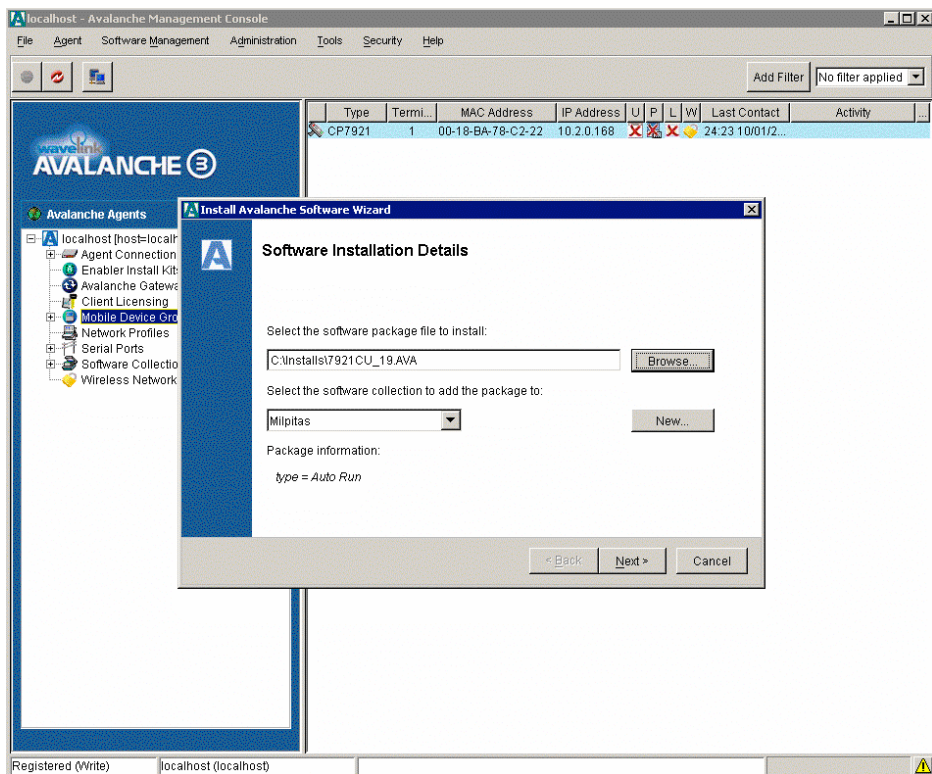 localhost - Avalanche Management Console
File Agent Software Management Administration Tools Security Help
Add Filter No filter applied
Type Termi... MAC Address IP Address U P L W Last Contact Activity ...
CP7921 1 00-18-BA-78-C2-22 10.2.0.168 24:23 10/01/2...
wavelink
AVALANCHE 3
Avalanche Agents
localhost [host=localh
Agent Connection
Enabler Install Kit
Avalanche Gatewa
Client Licensing
Mobile Device Gro
Network Profiles
Serial Ports
Software Collectio
Wireless Network
Install Avalanche Software Wizard
Software Installation Details
Select the software package file to install:
C:\Installs\7921CU_19.AVA Browse...
Select the software collection to add the package to:
Milpitas New...
Package information:
type = Auto Run
< Back Next > Cancel
Registered (Write) localhost (localhost)